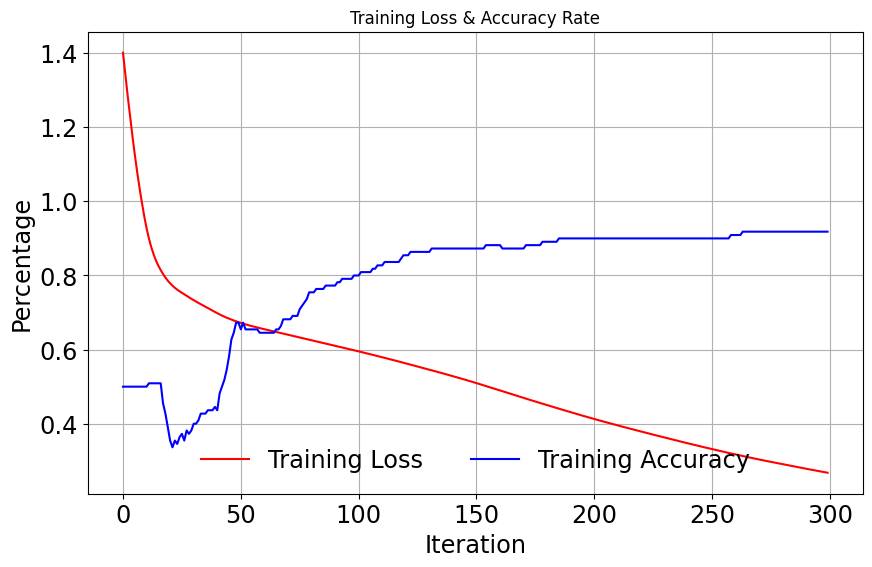 Training Loss & Accuracy Rate
1.4
1.2
1.0
0.8
0.6
0.4
Percentage
Training Loss Training Accuracy
0 50 100 150 200 250 300
Iteration